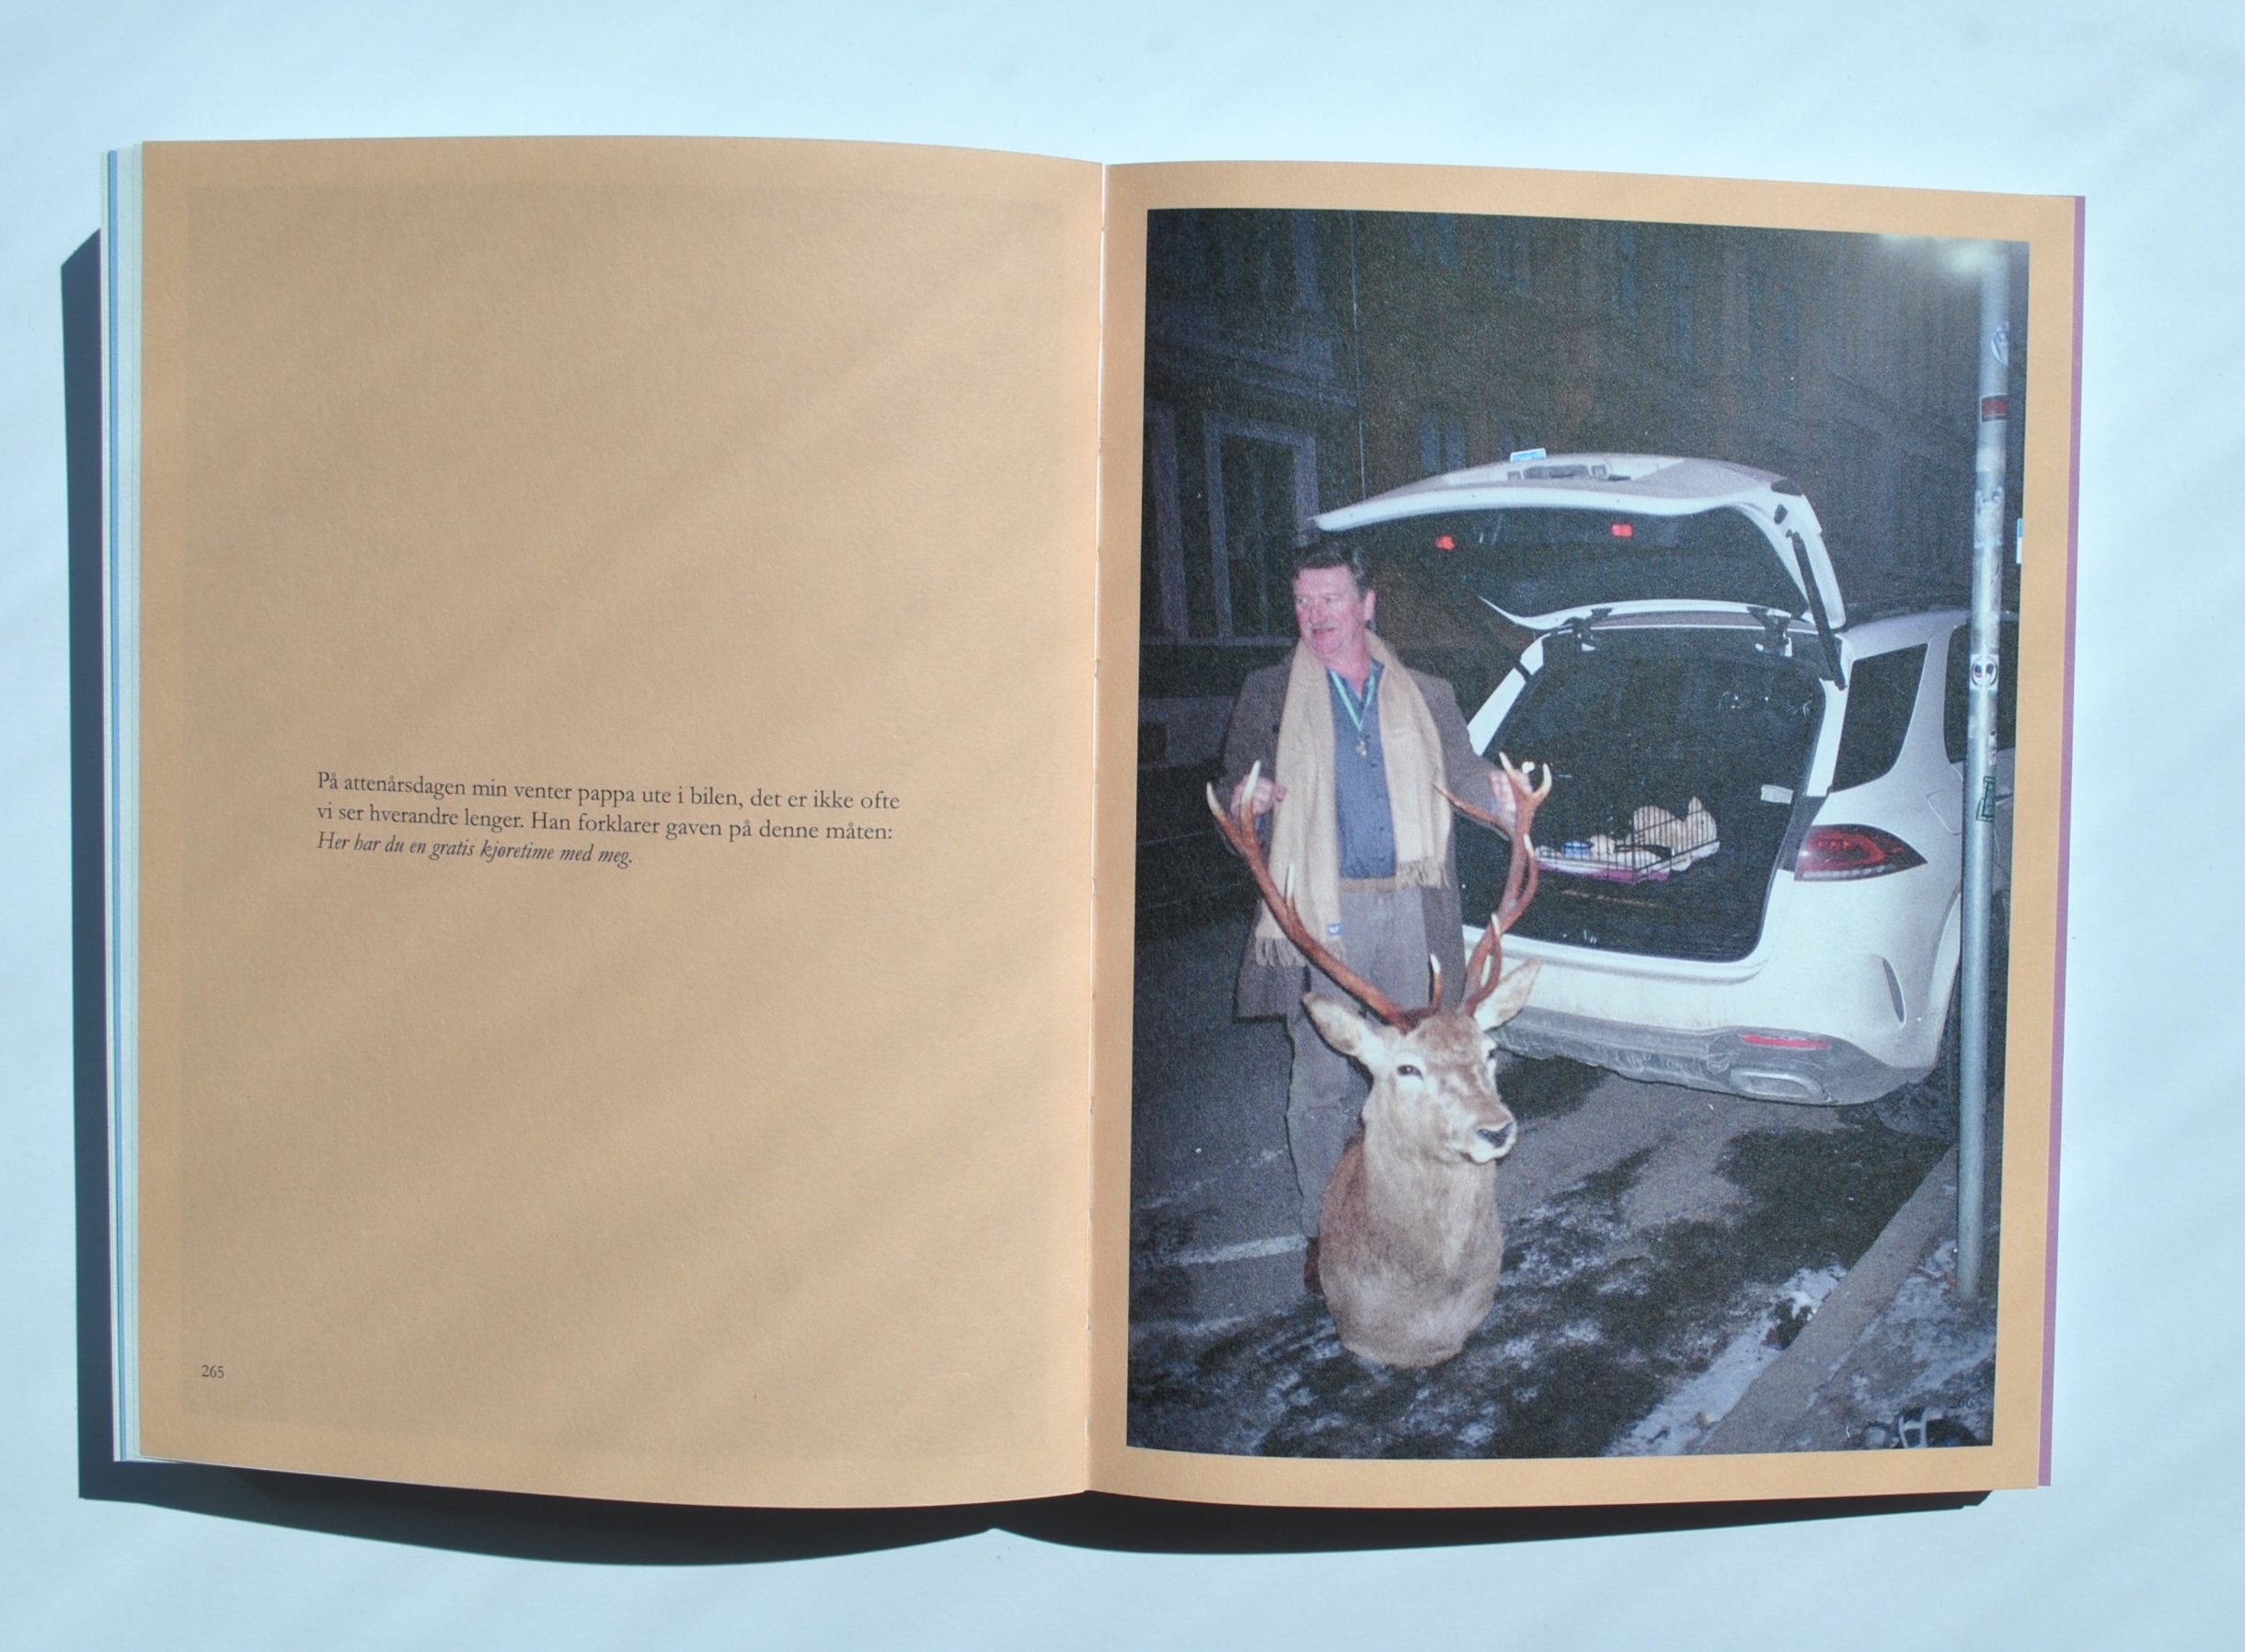 På attenårsdagen min venter pappa ute i bilen, det er ikke ofte
vi ser hverandre lenger. Han forklarer gaven på denne måten:
Her har du en gratis kjøretime med meg.
265